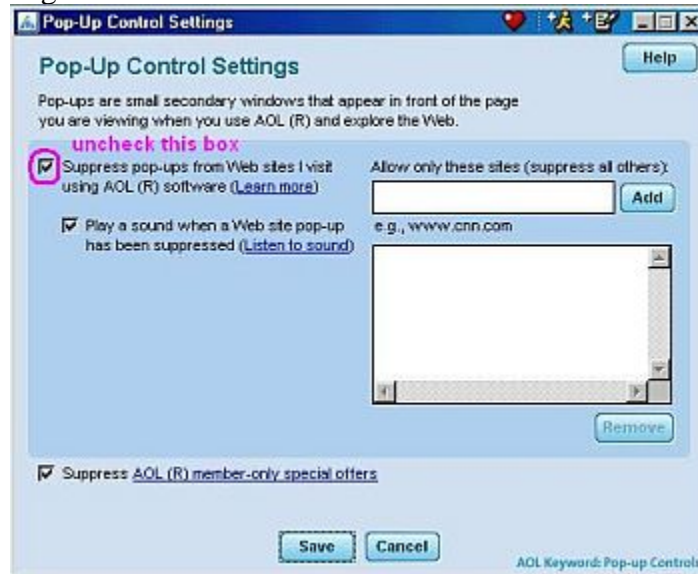 Pop-Up Control Settings
Pop-Up Control Settings
Help
Pop-ups are small secondary windows that appear in front of the page
you are viewing when you use AOL (R) and explore the Web.
uncheck this box
Suppress pop-ups from Web sites I visit
using AOL (R) software (Learn more)
Play a sound when a Web site pop-up
has been suppressed (Listen to sound)
Allow only these sites (suppress all others):
Add
e.g., www.cnn.com
Remove
Suppress AOL (R) member-only special offers
Save
Cancel
AOL Keyword: Pop-up Controls